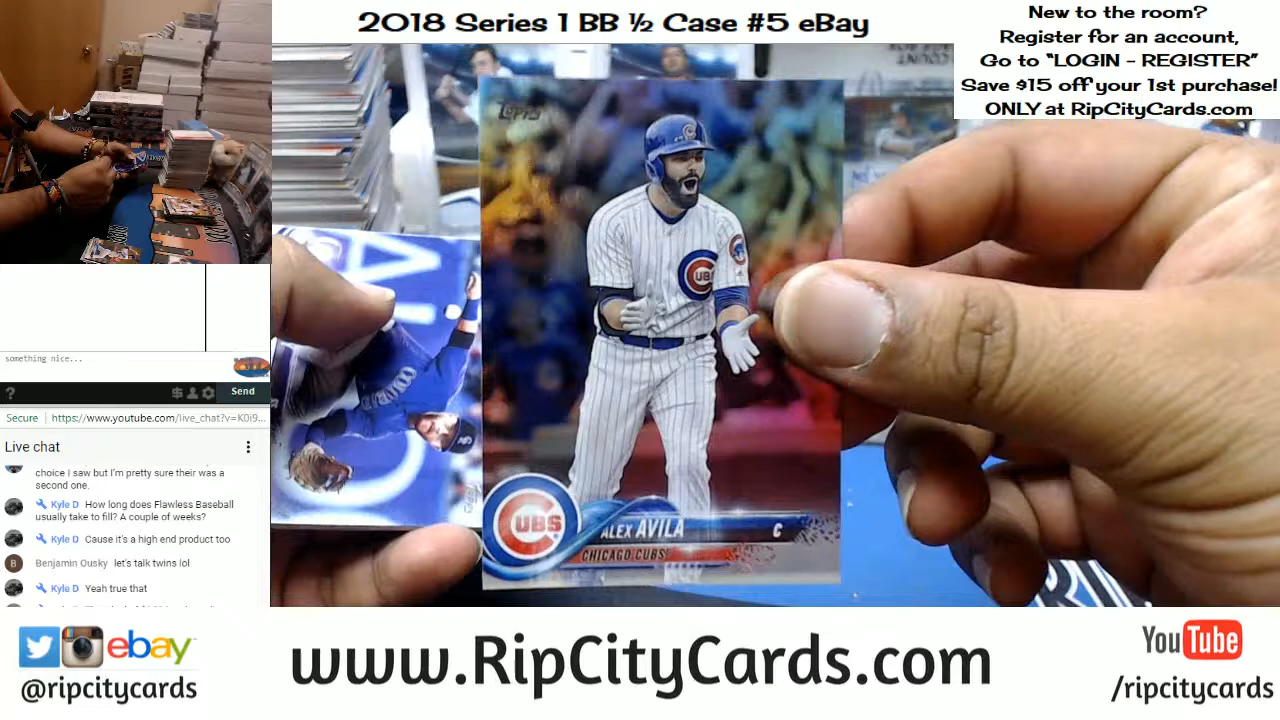 2018 Series 1 BB ½ Case #5 eBay
New to the room?
Register for an account,
Go to “LOGIN - REGISTER”
Save $15 off your 1st purchase!
ONLY at RipCityCards.com
Topps
CUBS
CUBS
ALEX AVILA
C
CHICAGO CUBS
something nice...
?
$
Send
Secure
https://www.youtube.com/live_chat?v=K0i9...
Live chat
choice I saw but I'm pretty sure their was a
second one.
Kyle D How long does Flawless Baseball
usually take to fill? A couple of weeks?
Kyle D Cause it's a high end product too
B Benjamin Ousky let's talk twins lol
Kyle D Yeah true that
ebay
@ripcitycards
www.RipCityCards.com
YouTube
/ripcitycards